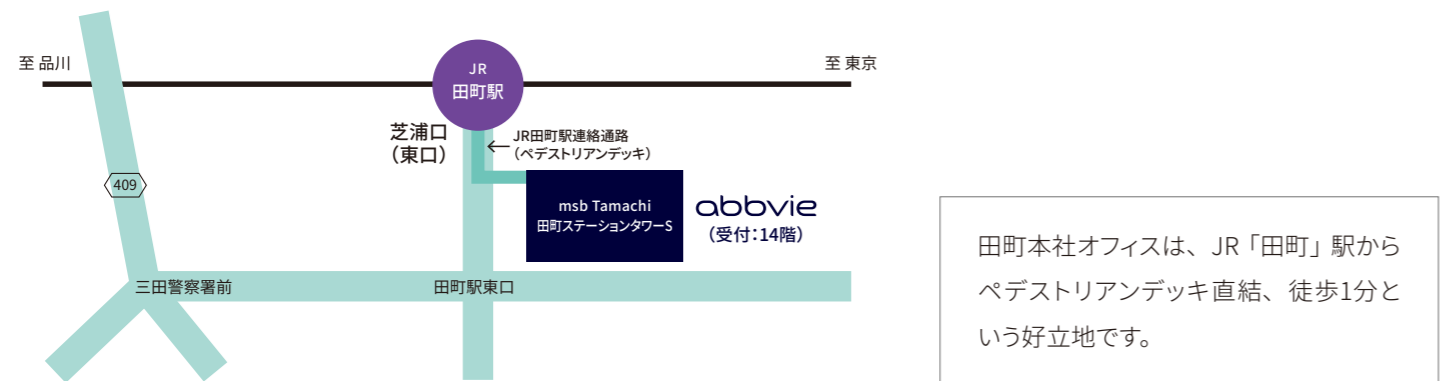 至 品川
JR
田町駅
至 東京
芝浦口
（東口）
←JR田町駅連絡通路
（ペデストリアンデッキ）
409
msb Tamachi
田町ステーションタワーS
abbvie
（受付：14階）
三田警察署前
田町駅東口
田町本社オフィスは、JR「田町」駅から
ペデストリアンデッキ直結、徒歩1分と
いう好立地です。